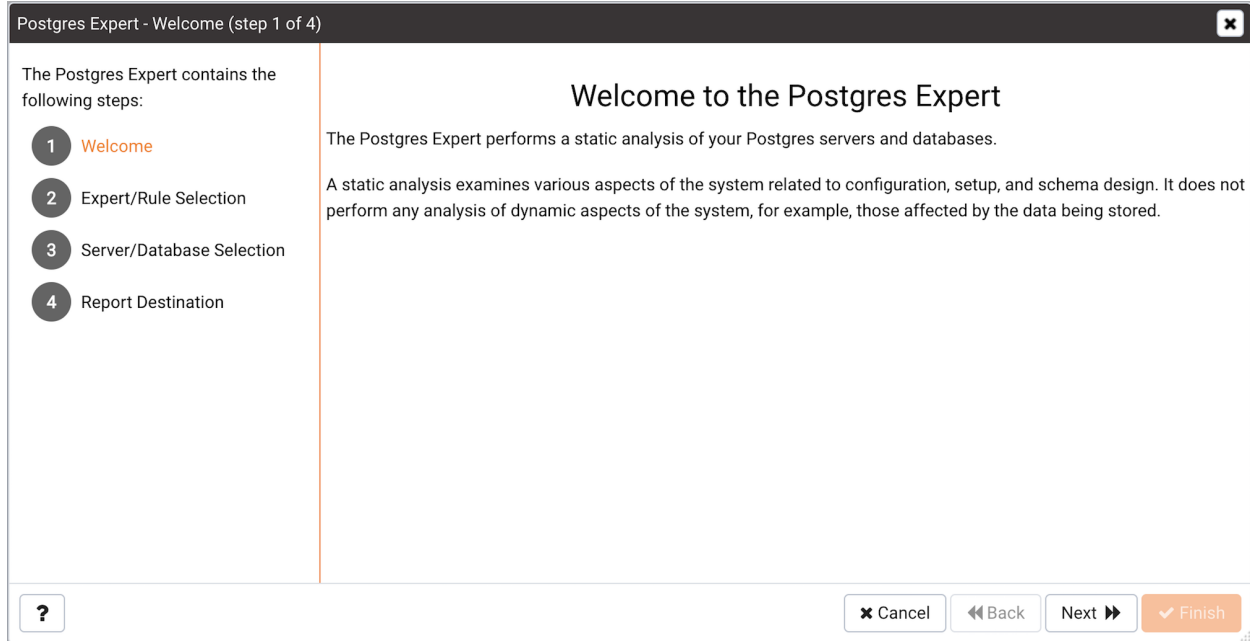 Postgres Expert - Welcome (step 1 of 4)
The Postgres Expert contains the
following steps:
1 Welcome
2 Expert/Rule Selection
3 Server/Database Selection
4 Report Destination
Welcome to the Postgres Expert
The Postgres Expert performs a static analysis of your Postgres servers and databases.
A static analysis examines various aspects of the system related to configuration, setup, and schema design. It does not
perform any analysis of dynamic aspects of the system, for example, those affected by the data being stored.
? Cancel Back Next Finish